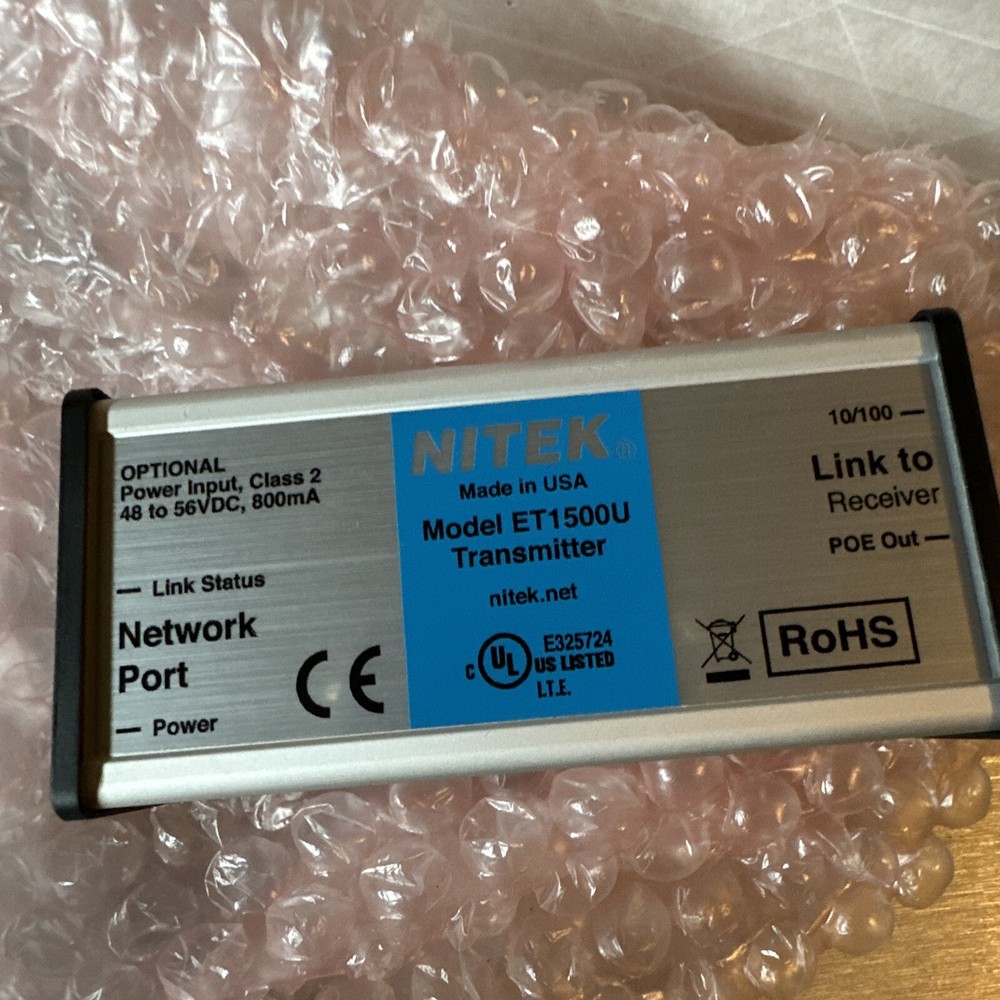 OPTIONAL
Power Input, Class 2
48 to 56VDC, 800mA
Link Status
Network
Port
Power
CE
NITEK®
Made in USA
Model ET1500U
Transmitter
nitek.net
C UL US LISTED
E325724
I.T.E.
10/100
Link to
Receiver
POE Out
RoHS